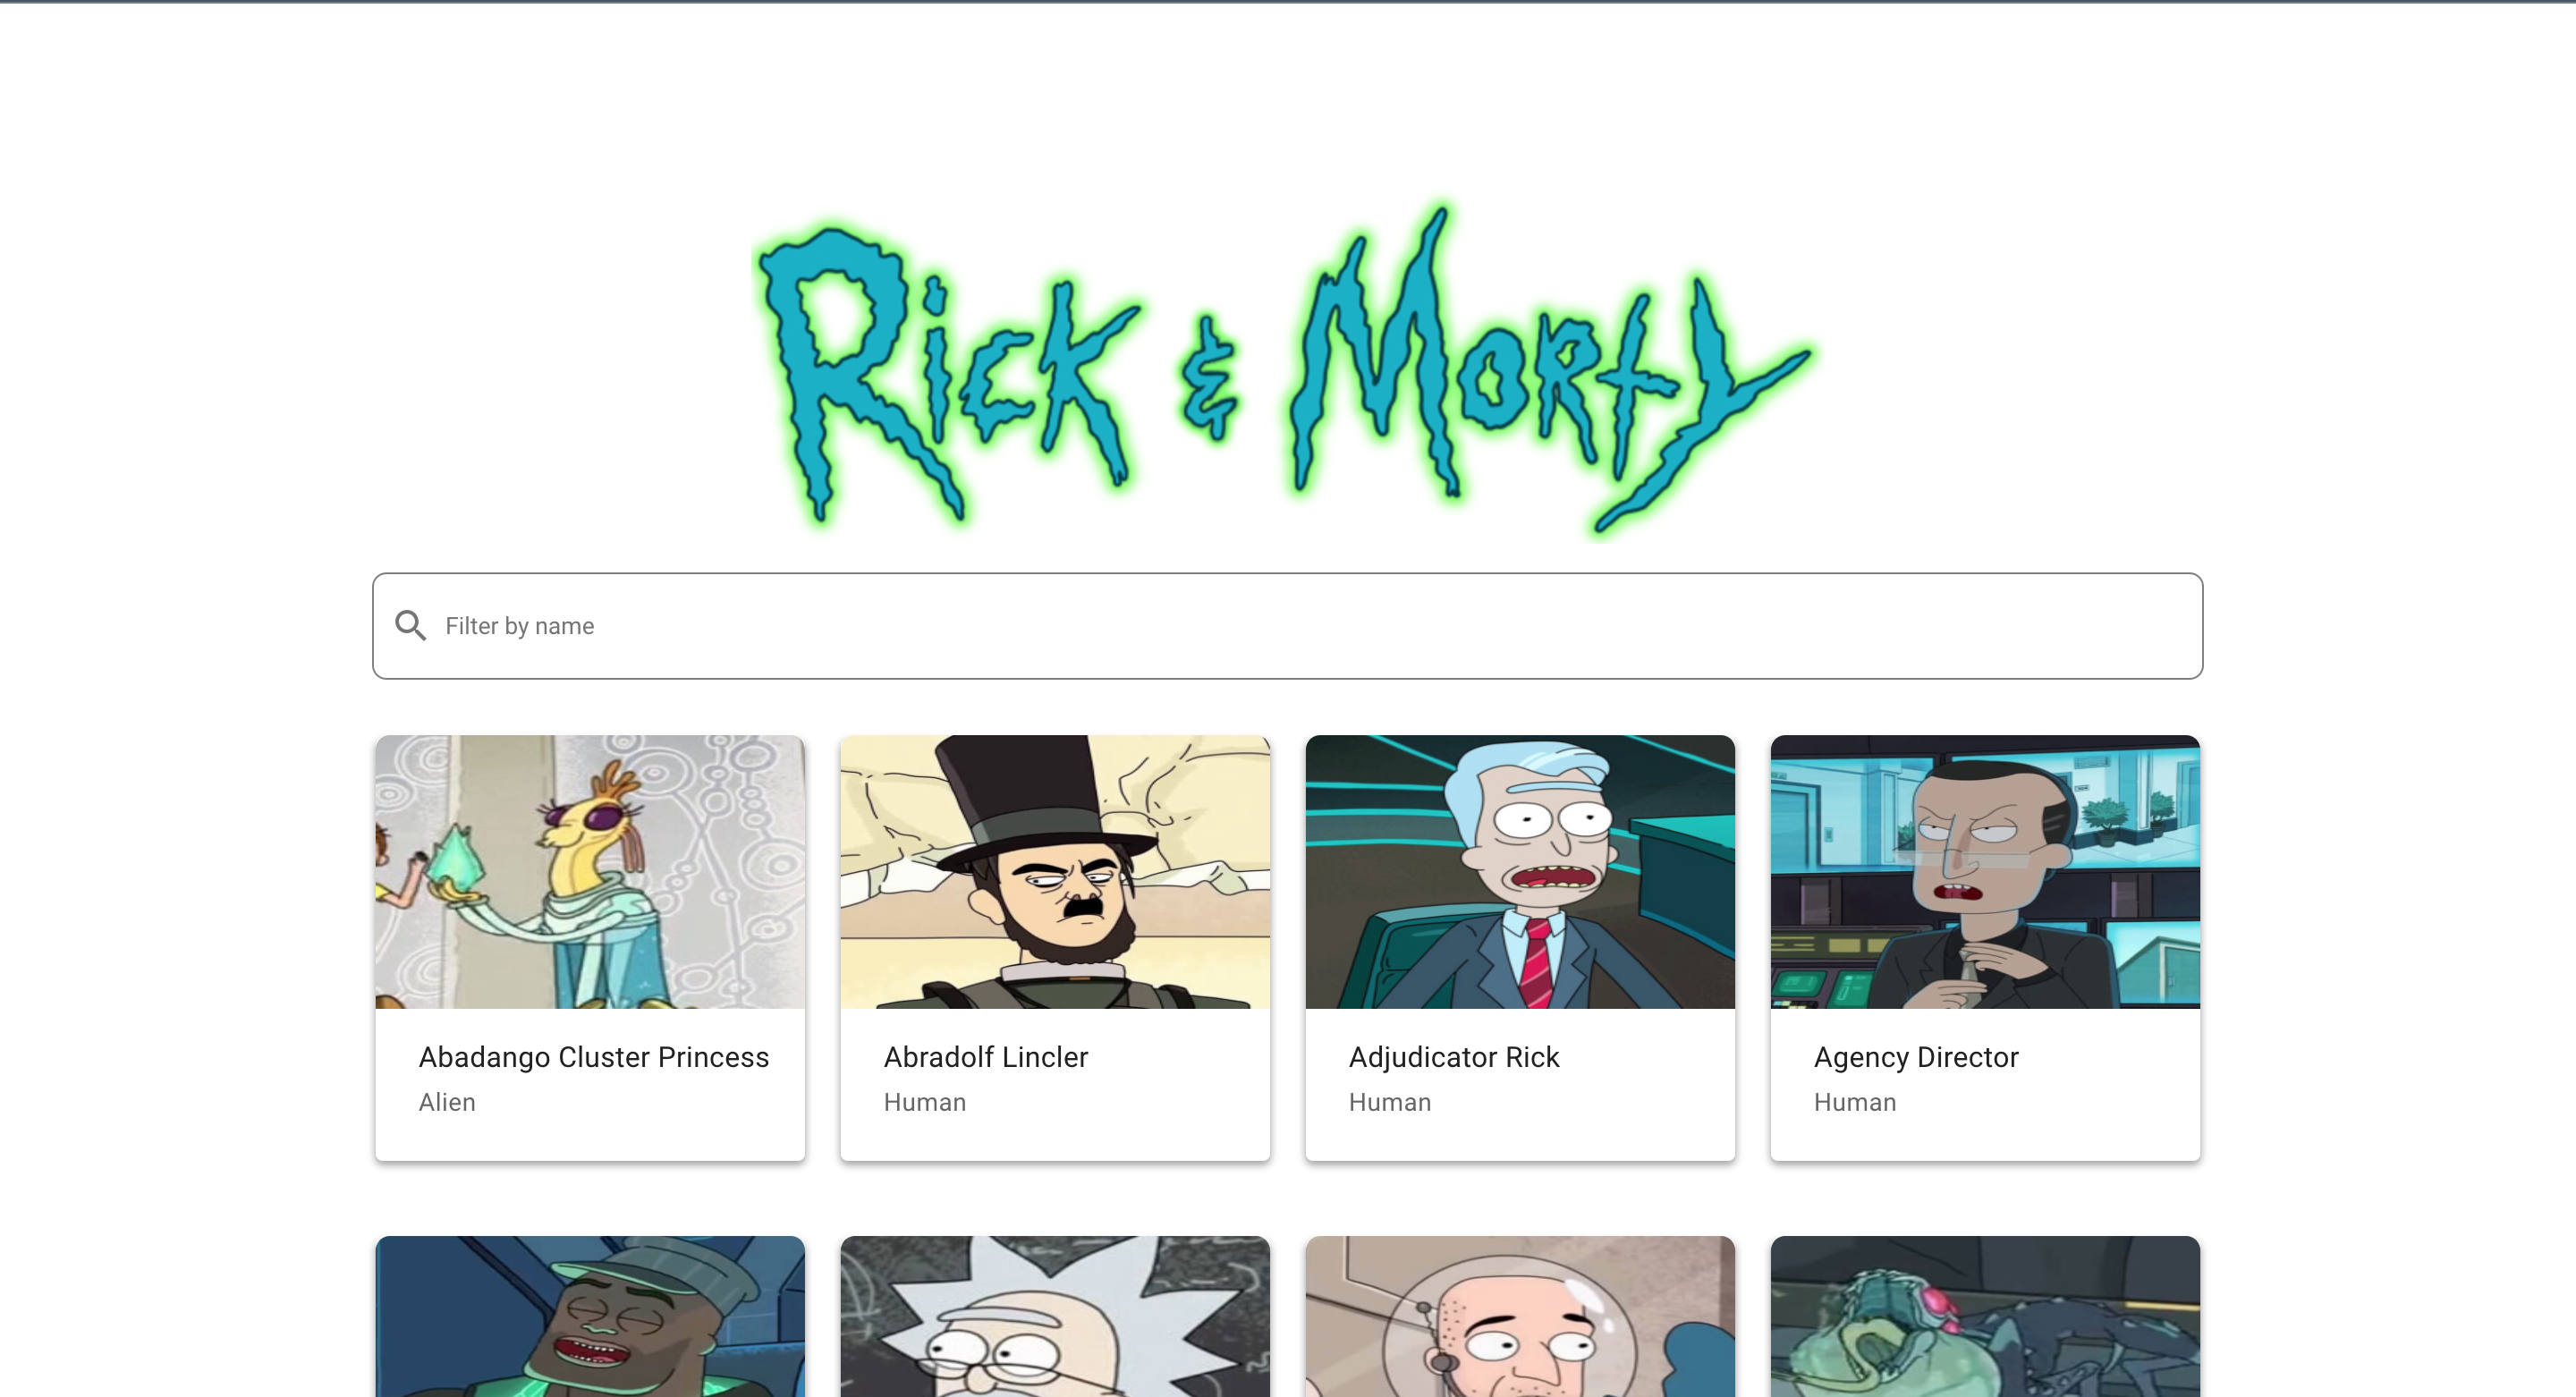 Rick & Morty
Filter by name
Abadango Cluster Princess
Alien
Abradolf Lincler
Human
Adjudicator Rick
Human
Agency Director
Human